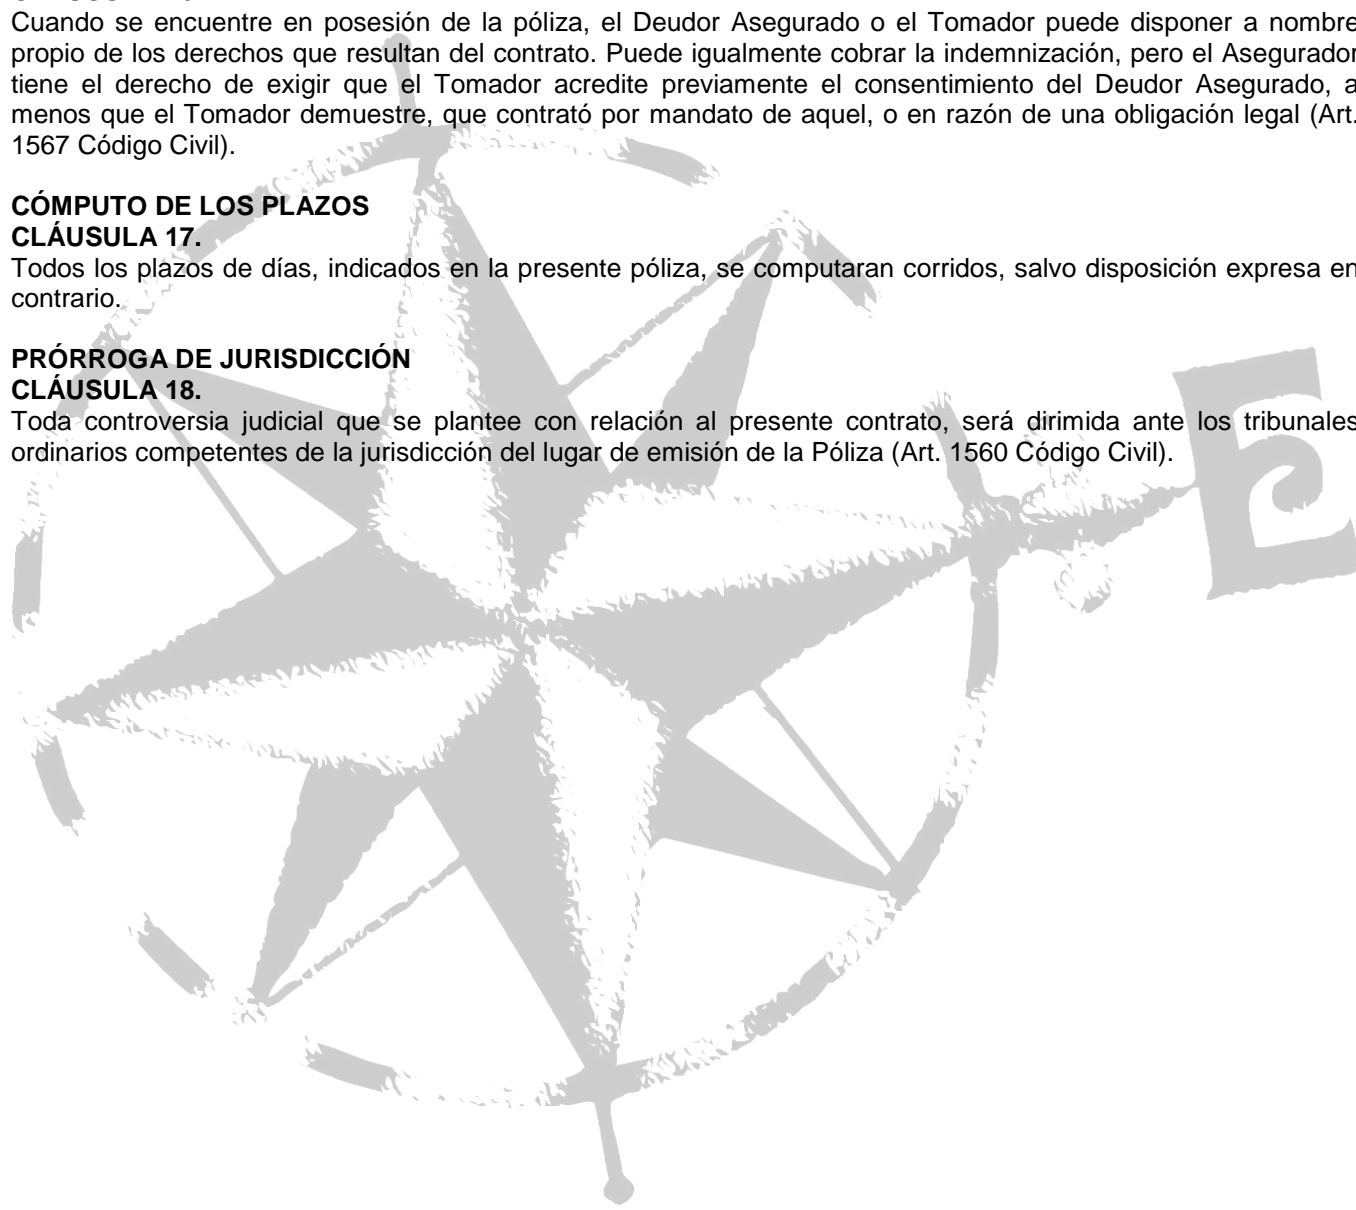 Cuando se encuentre en posesión de la póliza, el Deudor Asegurado o el Tomador puede disponer a nombre
propio de los derechos que resultan del contrato. Puede igualmente cobrar la indemnización, pero el Asegurador
tiene el derecho de exigir que el Tomador acredite previamente el consentimiento del Deudor Asegurado, a
menos que el Tomador demuestre, que contrató por mandato de aquel, o en razón de una obligación legal (Art.
1567 Código Civil).
CÓMPUTO DE LOS PLAZOS
CLÁUSULA 17.
Todos los plazos de días, indicados en la presente póliza, se computaran corridos, salvo disposición expresa en
contrario.
PRÓRROGA DE JURISDICCIÓN
CLÁUSULA 18.
Toda controversia judicial que se plantee con relación al presente contrato, será dirimida ante los tribunales
ordinarios competentes de la jurisdicción del lugar de emisión de la Póliza (Art. 1560 Código Civil).
E